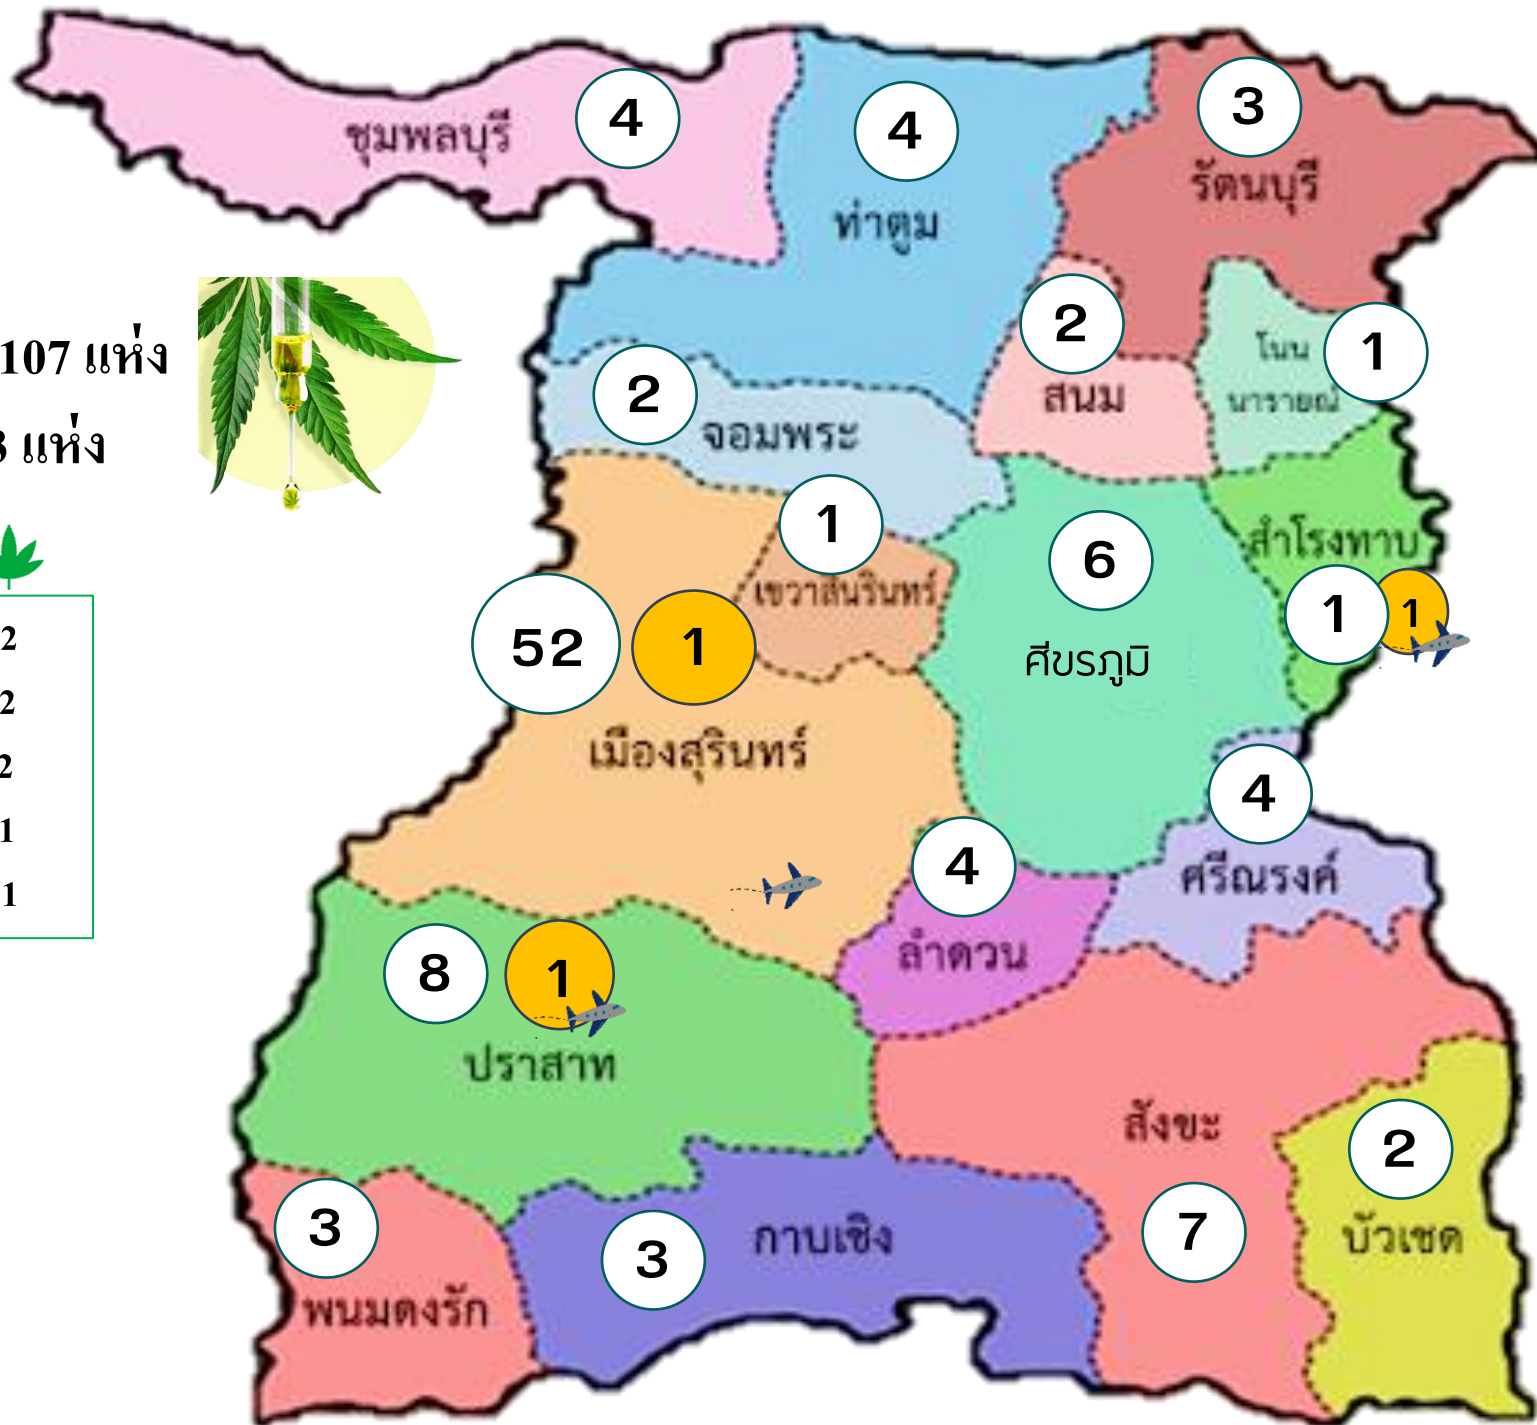 4
3
ชุมพลบุรี
4
รัตนบุรี
ท่าตูม
2
107 แห่ง
โนน
1
2
สนม
นารายณ์
จอมพระ
3 แห่ง
1
สำโรงทาบ
6
เขวาสินรินทร์
1
1
52
1
2
ศีขรภูมิ
2
เมืองสุรินทร์
2
4
1
4
ศรีณรงค์
1
ลำดวน
8
1
ปราสาท
สังขะ
2
3
กาบเชิง
7
บัวเชด
3
พนมดงรัก